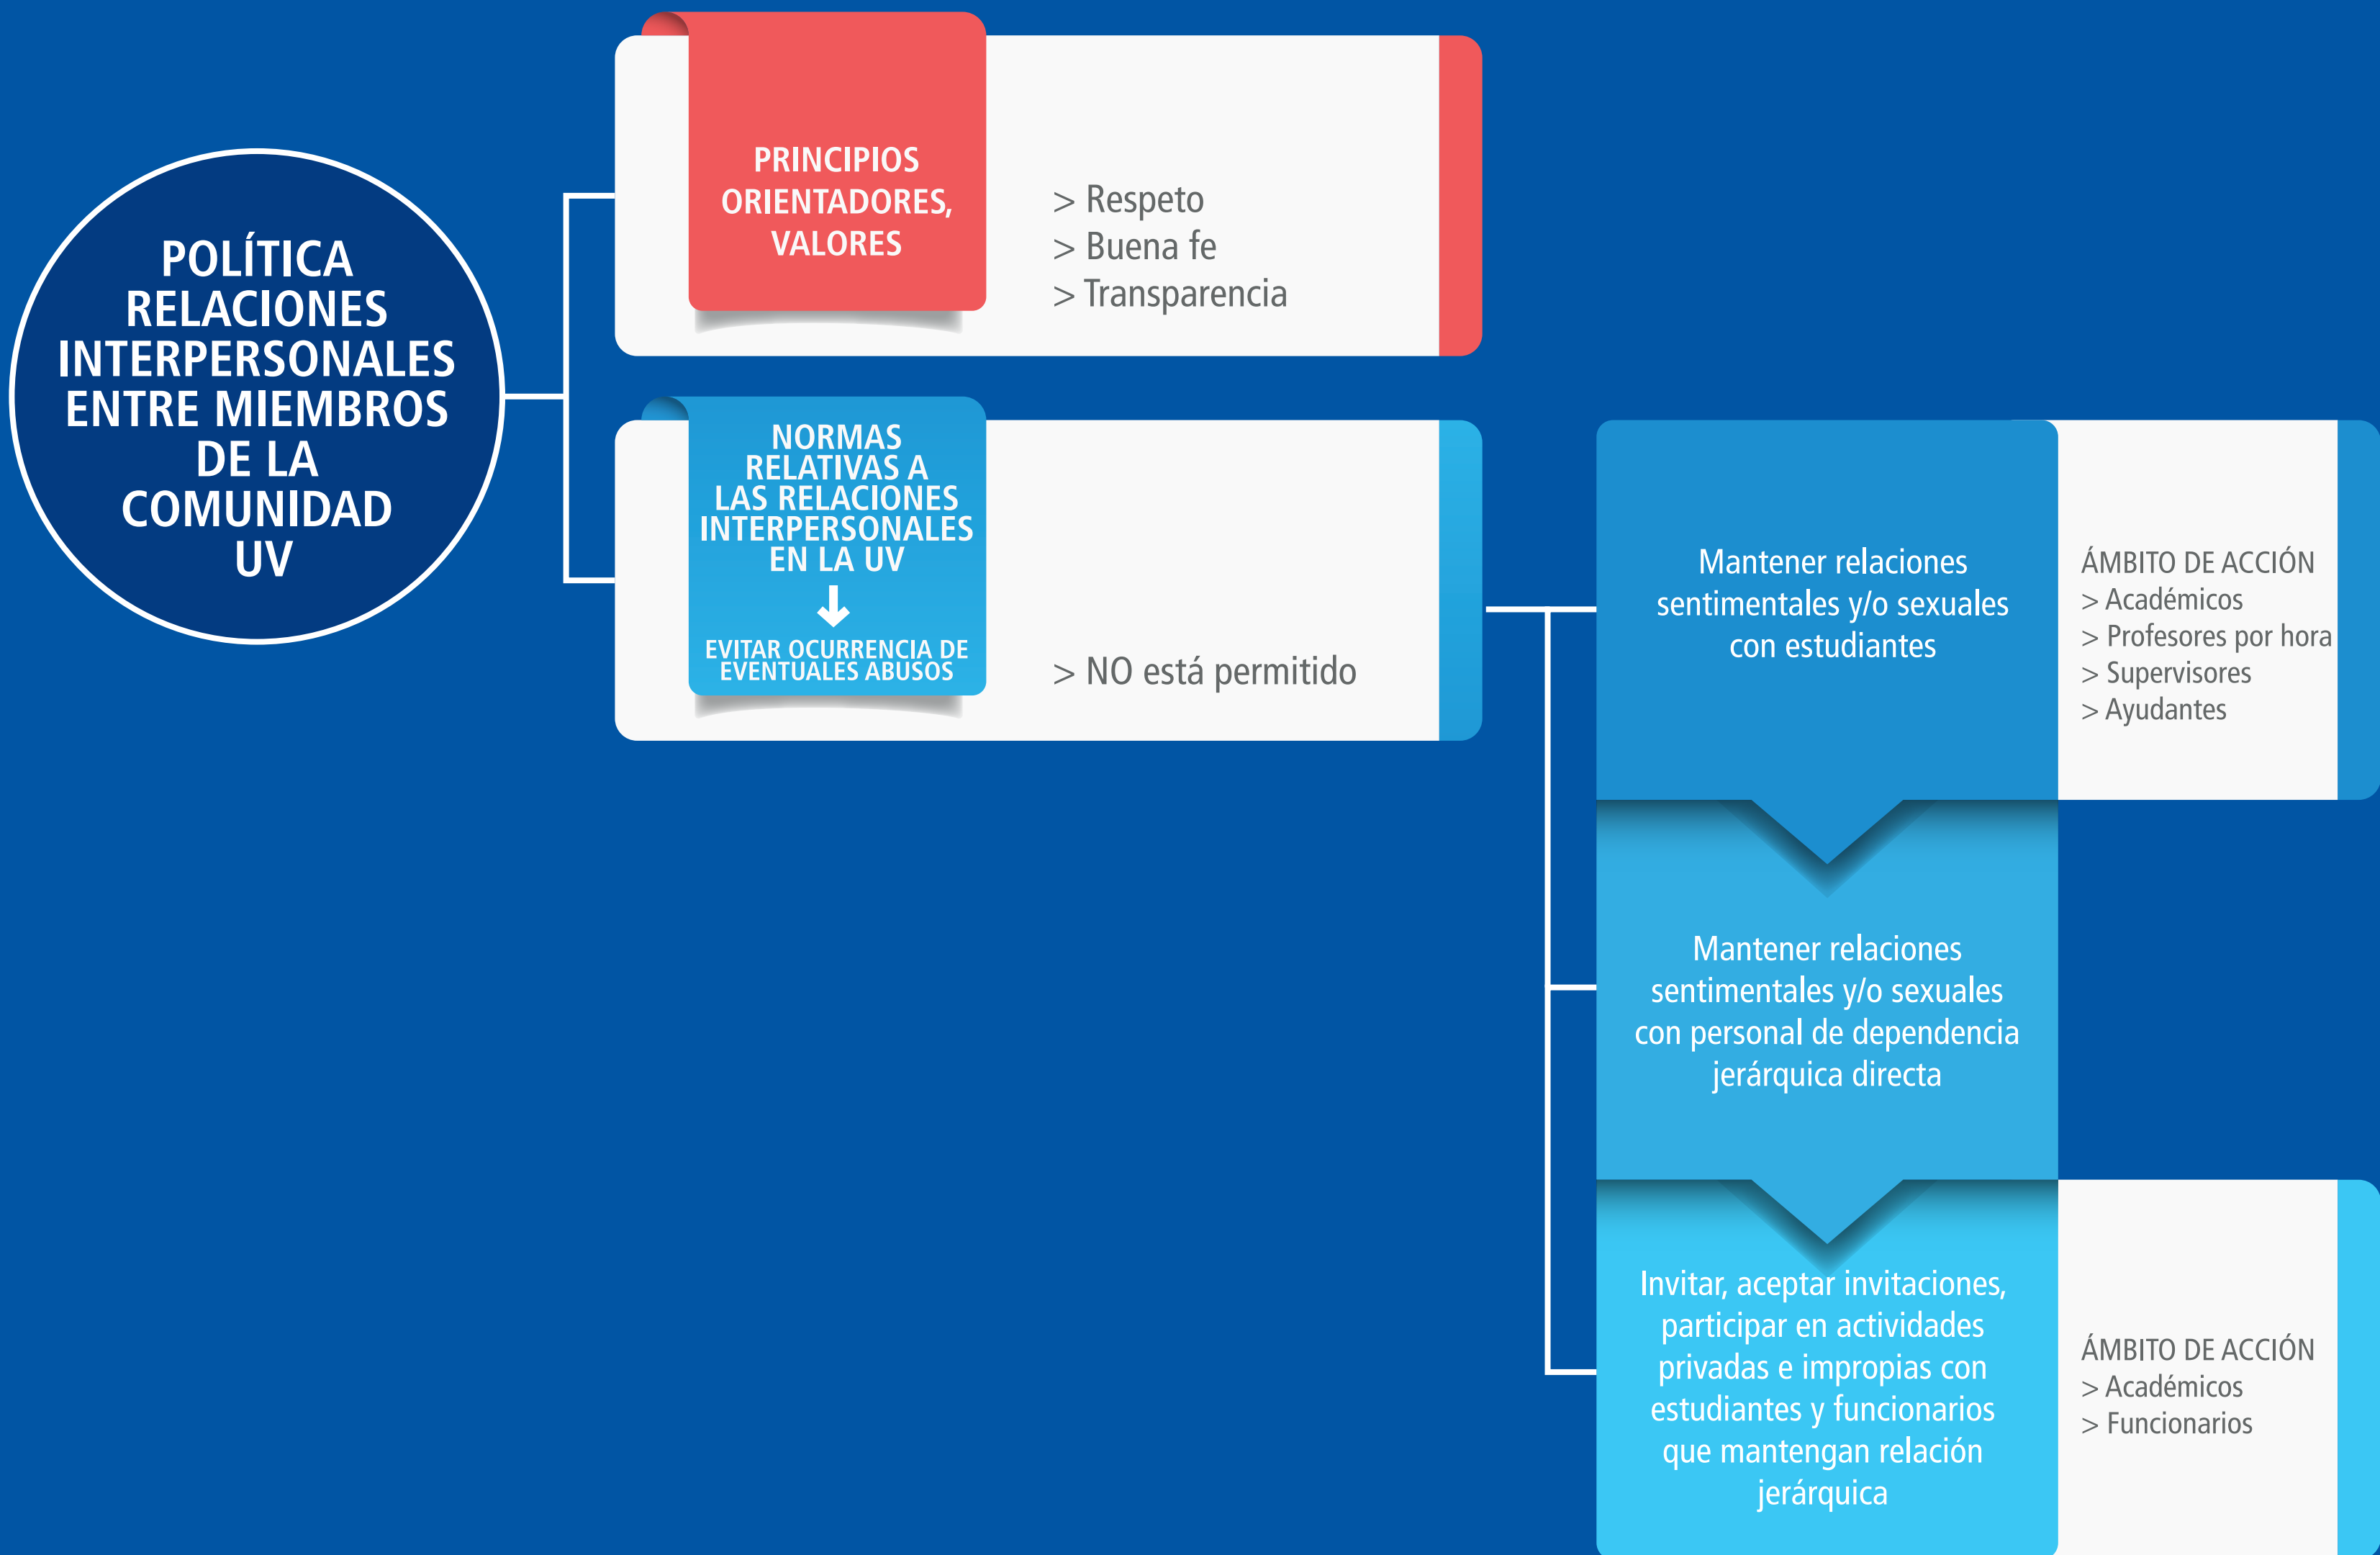 POLÍTICA
RELACIONES
INTERPERSONALES
ENTRE MIEMBROS
DE LA
COMUNIDAD
UV
PRINCIPIOS
ORIENTADORES,
VALORES
> Respeto
> Buena fe
> Transparencia
NORMAS
RELATIVAS A
LAS RELACIONES
INTERPERSONALES
EN LA UV
EVITAR OCURRENCIA DE
EVENTUALES ABUSOS
> NO está permitido
Mantener relaciones
sentimentales y/o sexuales
con estudiantes
ÁMBITO DE ACCIÓN
> Académicos
> Profesores por hora
> Supervisores
> Ayudantes
Mantener relaciones
sentimentales y/o sexuales
con personal de dependencia
jerárquica directa
Invitar, aceptar invitaciones,
participar en actividades
privadas e impropias con
estudiantes y funcionarios
que mantengan relación
jerárquica
ÁMBITO DE ACCIÓN
> Académicos
> Funcionarios